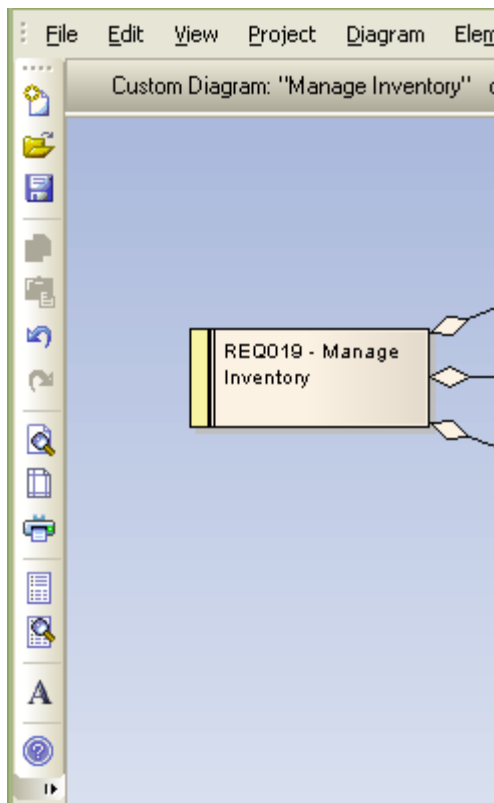 File Edit View Project Diagram
Custom Diagram: "Manage Inventory"
REQ019 - Manage
Inventory
A
?